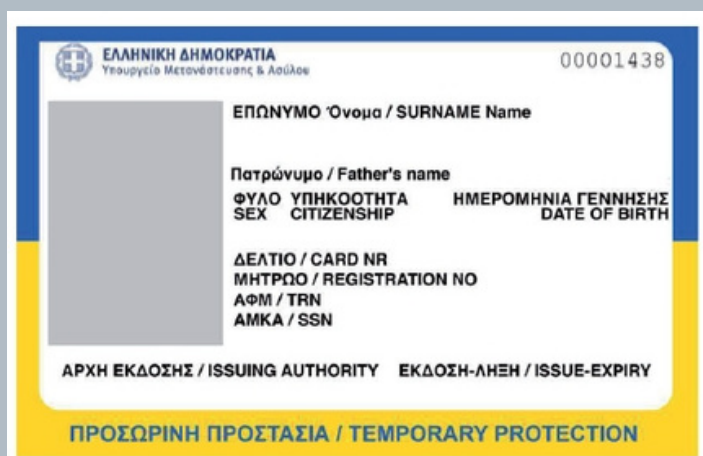 ΕΛΛΗΝΙΚΗ ΔΗΜΟΚΡΑΤΙΑ
Υπουργείο Μετανάστευσης & Ασύλου
00001438
ΕΠΩΝΥΜΟ Όνομα / SURNAME Name
Πατρώνυμο / Father's name
ΦΥΛΟ ΥΠΗΚΟΟΤΗΤΑ ΗΜΕΡΟΜΗΝΙΑ ΓΕΝΝΗΣΗΣ
SEX CITIZENSHIP DATE OF BIRTH
ΔΕΛΤΙΟ / CARD NR
ΜΗΤΡΩΟ / REGISTRATION NO
ΑΦΜ / TRN
ΑΜΚΑ / SSN
ΑΡΧΗ ΕΚΔΟΣΗΣ / ISSUING AUTHORITY ΕΚΔΟΣΗ-ΛΗΞΗ / ISSUE-EXPIRY
ΠΡΟΣΩΡΙΝΗ ΠΡΟΣΤΑΣΙΑ / TEMPORARY PROTECTION